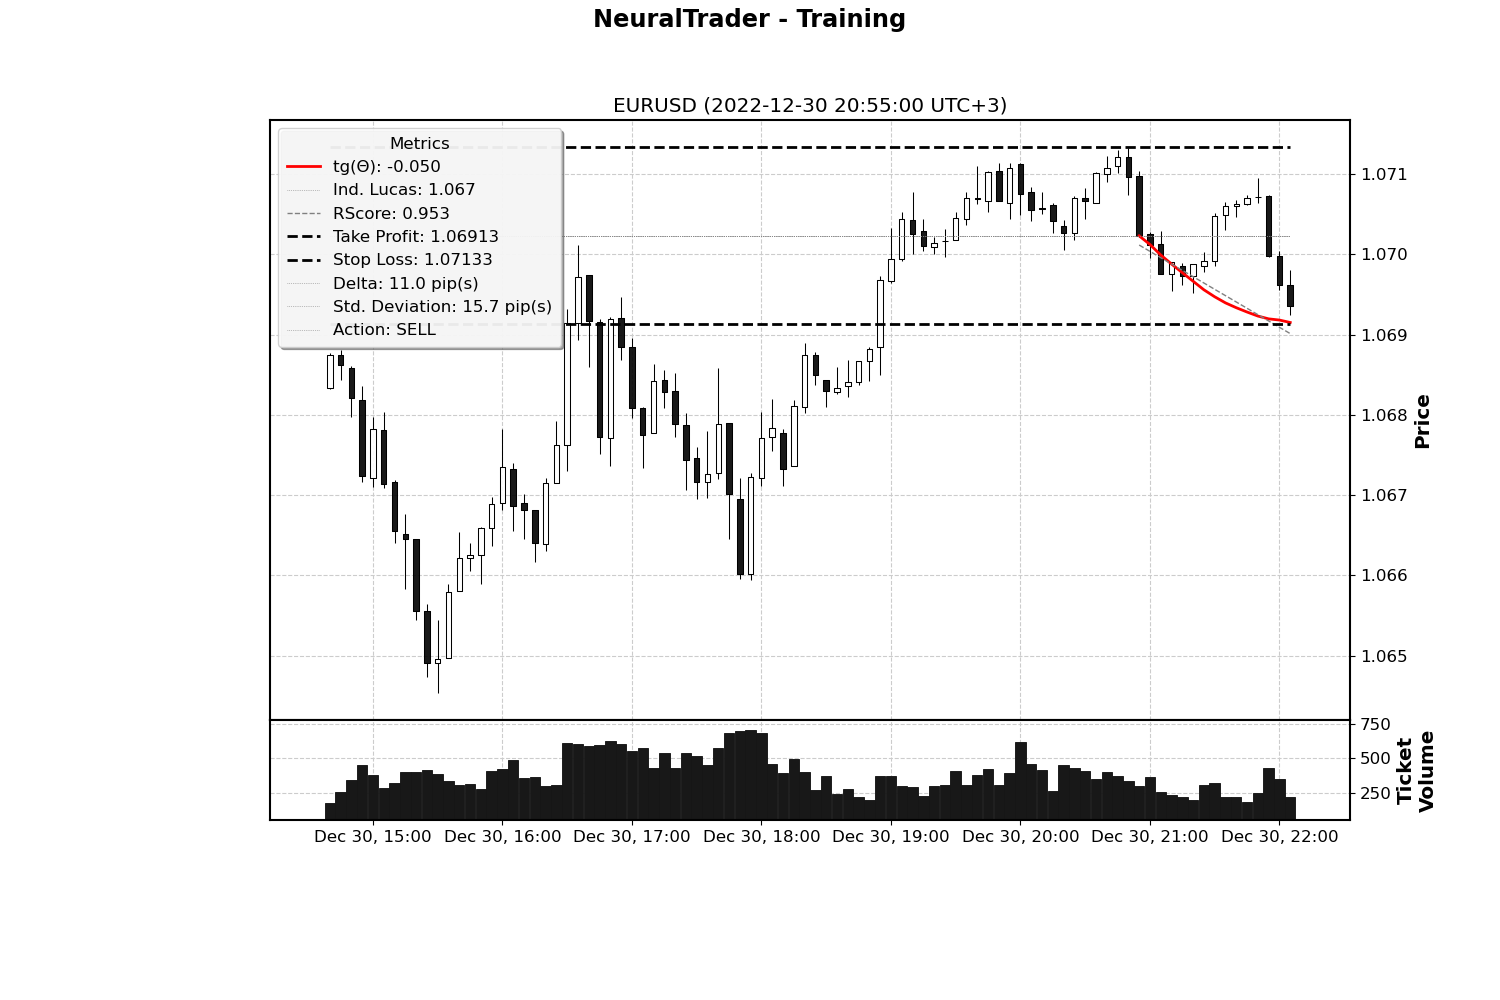 NeuralTrader - Training
EURUSD (2022-12-30 20:55:00 UTC+3)
Metrics
tg(Θ): -0.050
Ind. Lucas: 1.067
RScore: 0.953
Take Profit: 1.06913
Stop Loss: 1.07133
Delta: 11.0 pip(s)
Std. Deviation: 15.7 pip(s)
Action: SELL
1.071
1.070
1.069
1.068
1.067
1.066
1.065
Price
750
500
250
Ticket
Volume
Dec 30, 15:00 Dec 30, 16:00 Dec 30, 17:00 Dec 30, 18:00 Dec 30, 19:00 Dec 30, 20:00 Dec 30, 21:00 Dec 30, 22:00